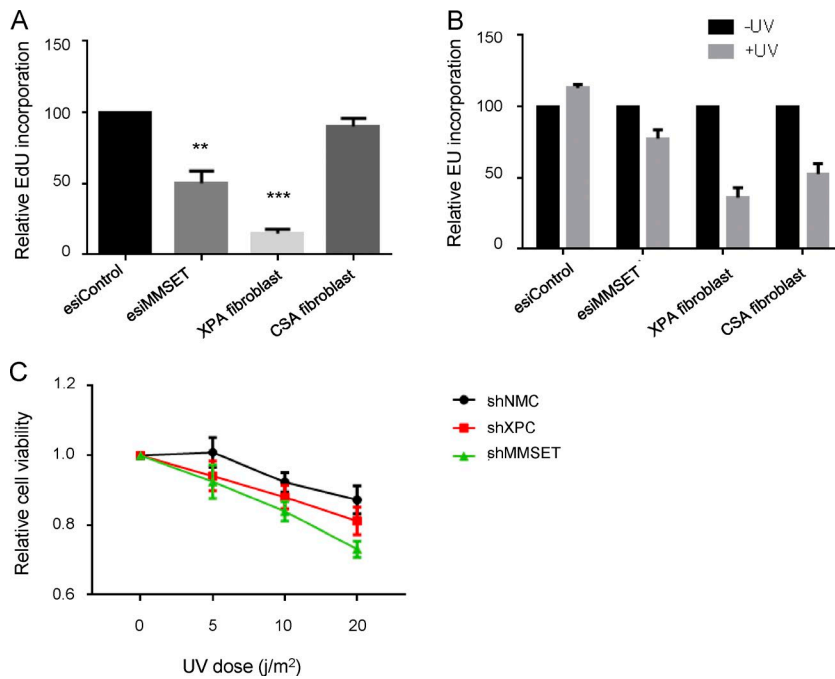 A
Relative EdU incorporation
150
100
50
0
**
***
esiControl
esiMMSET
XPA fibroblast
CSA fibroblast
B
Relative EU incorporation
150
100
50
0
-UV
+UV
esiControl
esiMMSET
XPA fibroblast
CSA fibroblast
C
Relative cell viability
1.2
1.0
0.8
0.6
0
5
10
20
UV dose (j/m²)
shNMC
shXPC
shMMSET